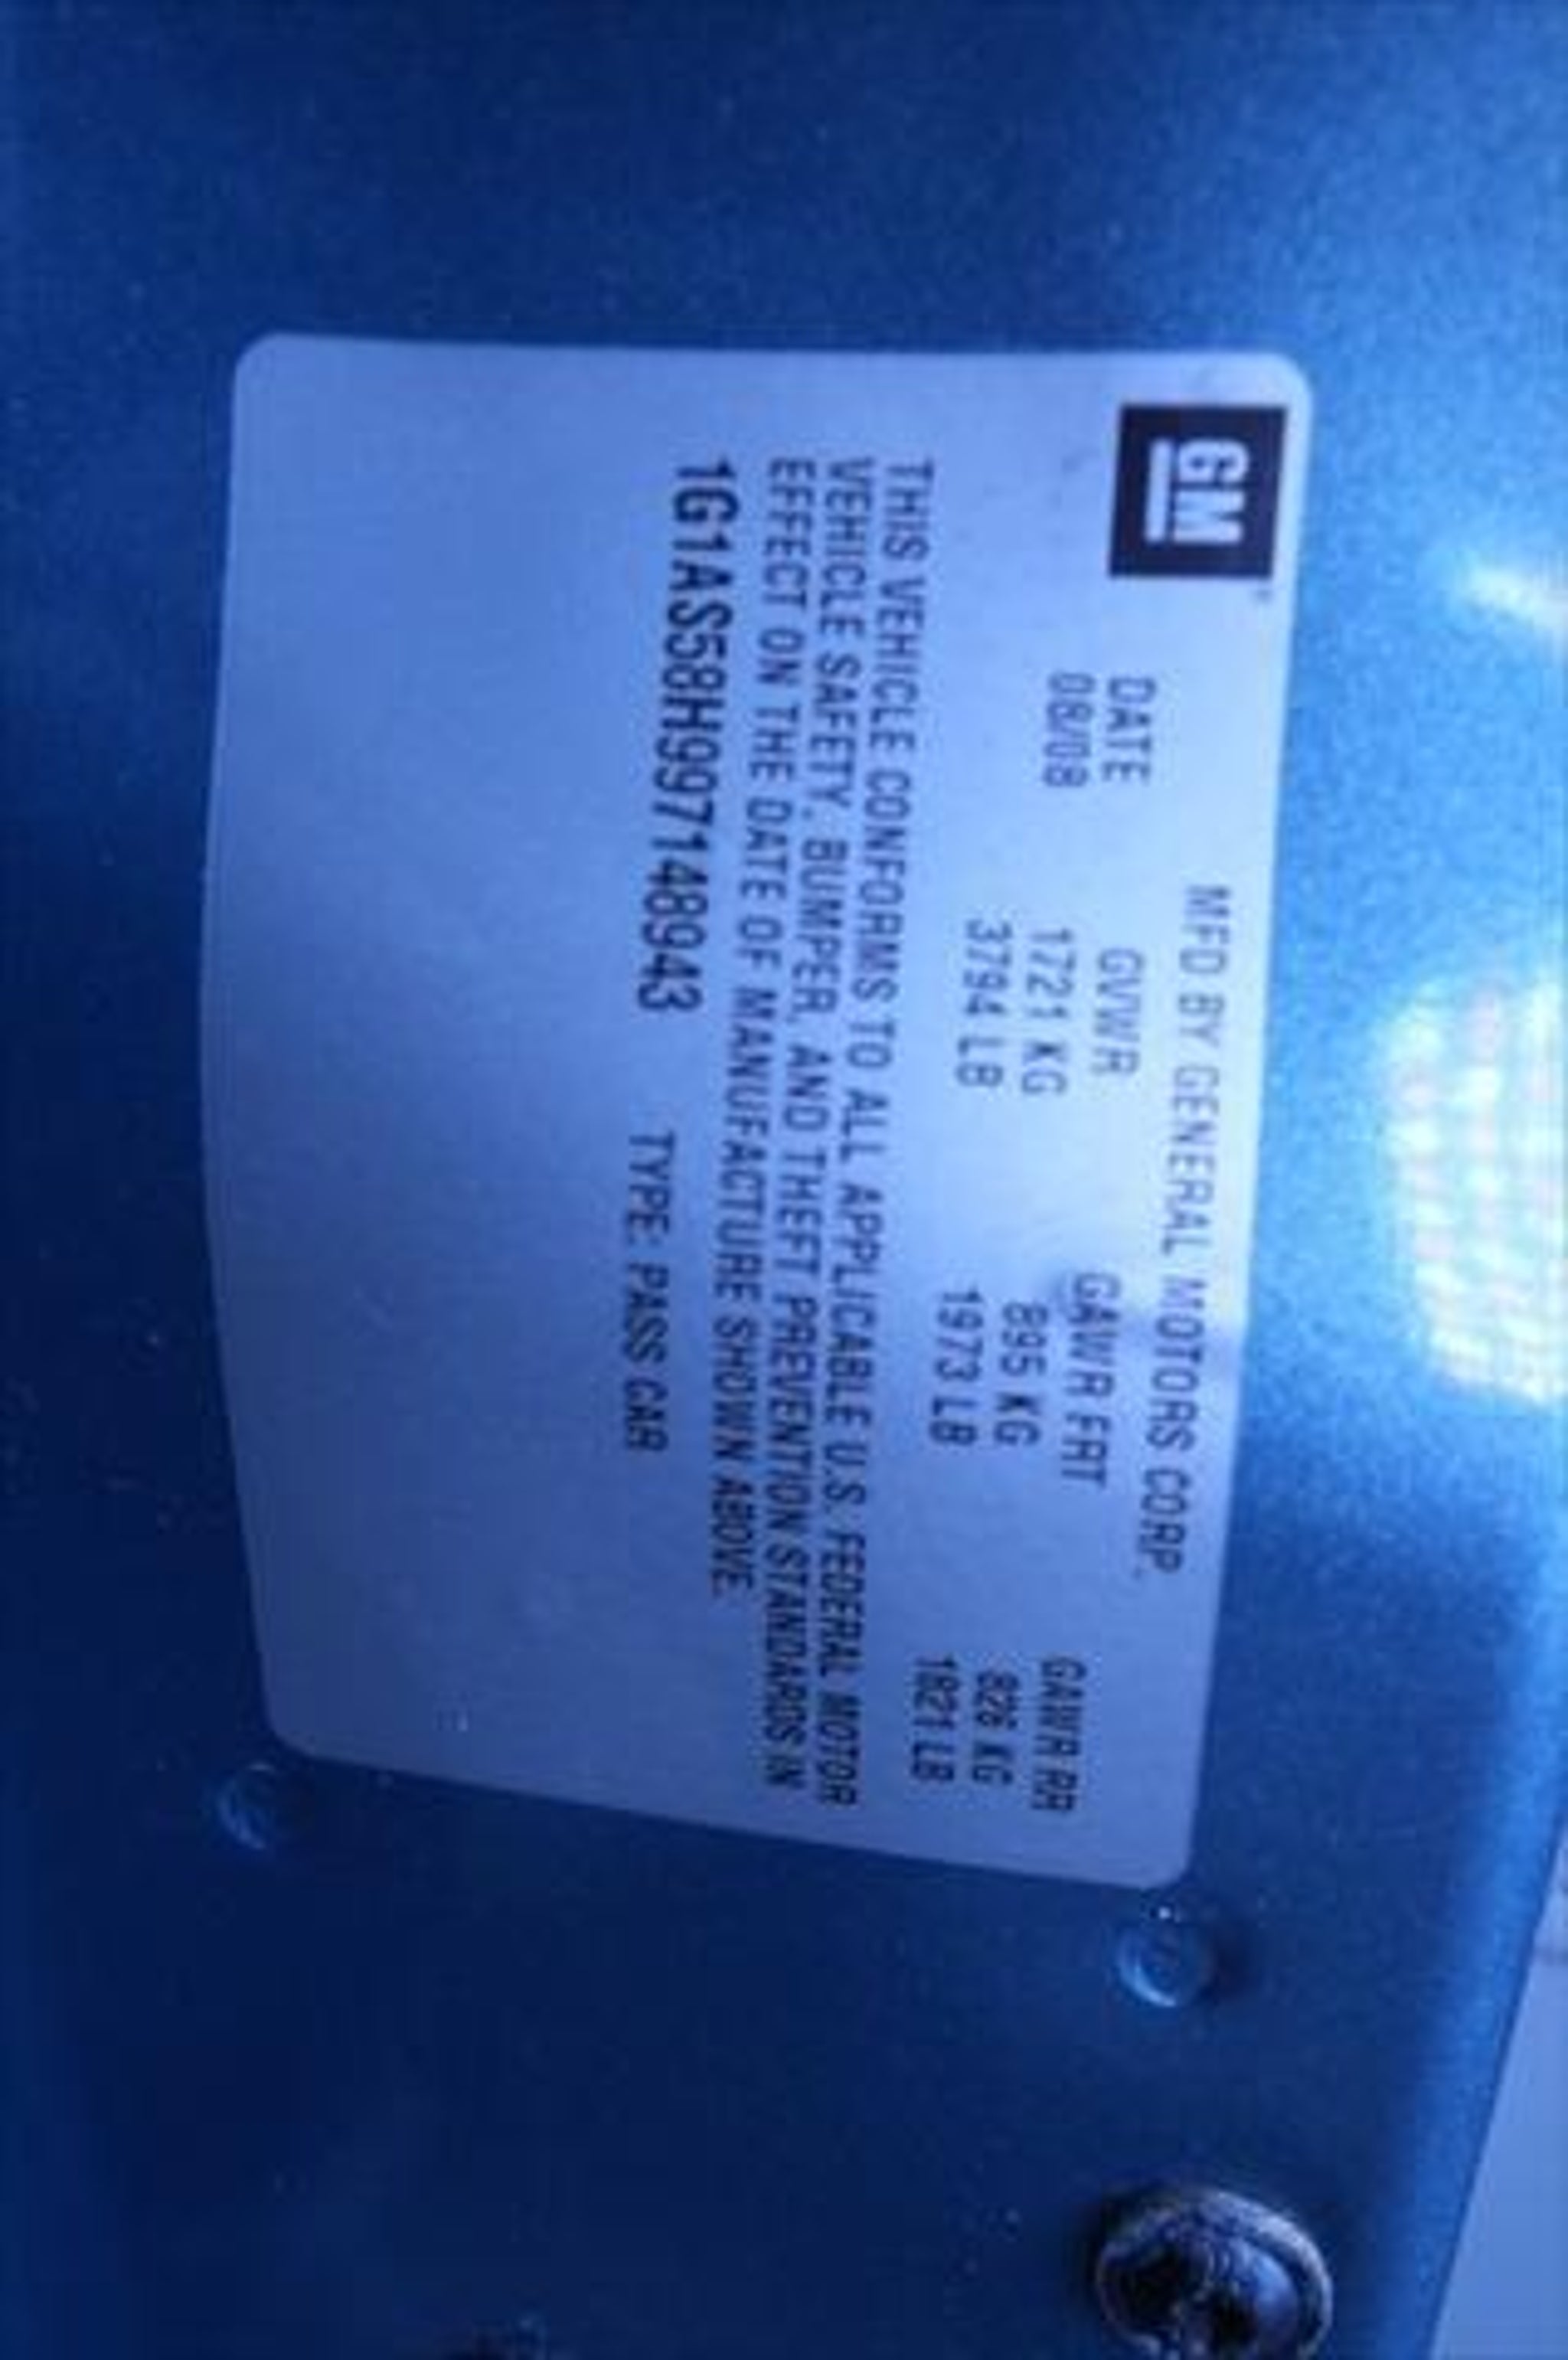 GM
MFD BY GENERAL MOTORS CORP.
DATE GVWR GAWR FRT GAWR RR
08/08 1721 KG 895 KG 826 KG
3794 LB 1973 LB 1821 LB
THIS VEHICLE CONFORMS TO ALL APPLICABLE U.S. FEDERAL MOTOR
VEHICLE SAFETY, BUMPER, AND THEFT PREVENTION STANDARDS IN
EFFECT ON THE DATE OF MANUFACTURE SHOWN ABOVE.
1G1AS58H997148943 TYPE: PASS CAR